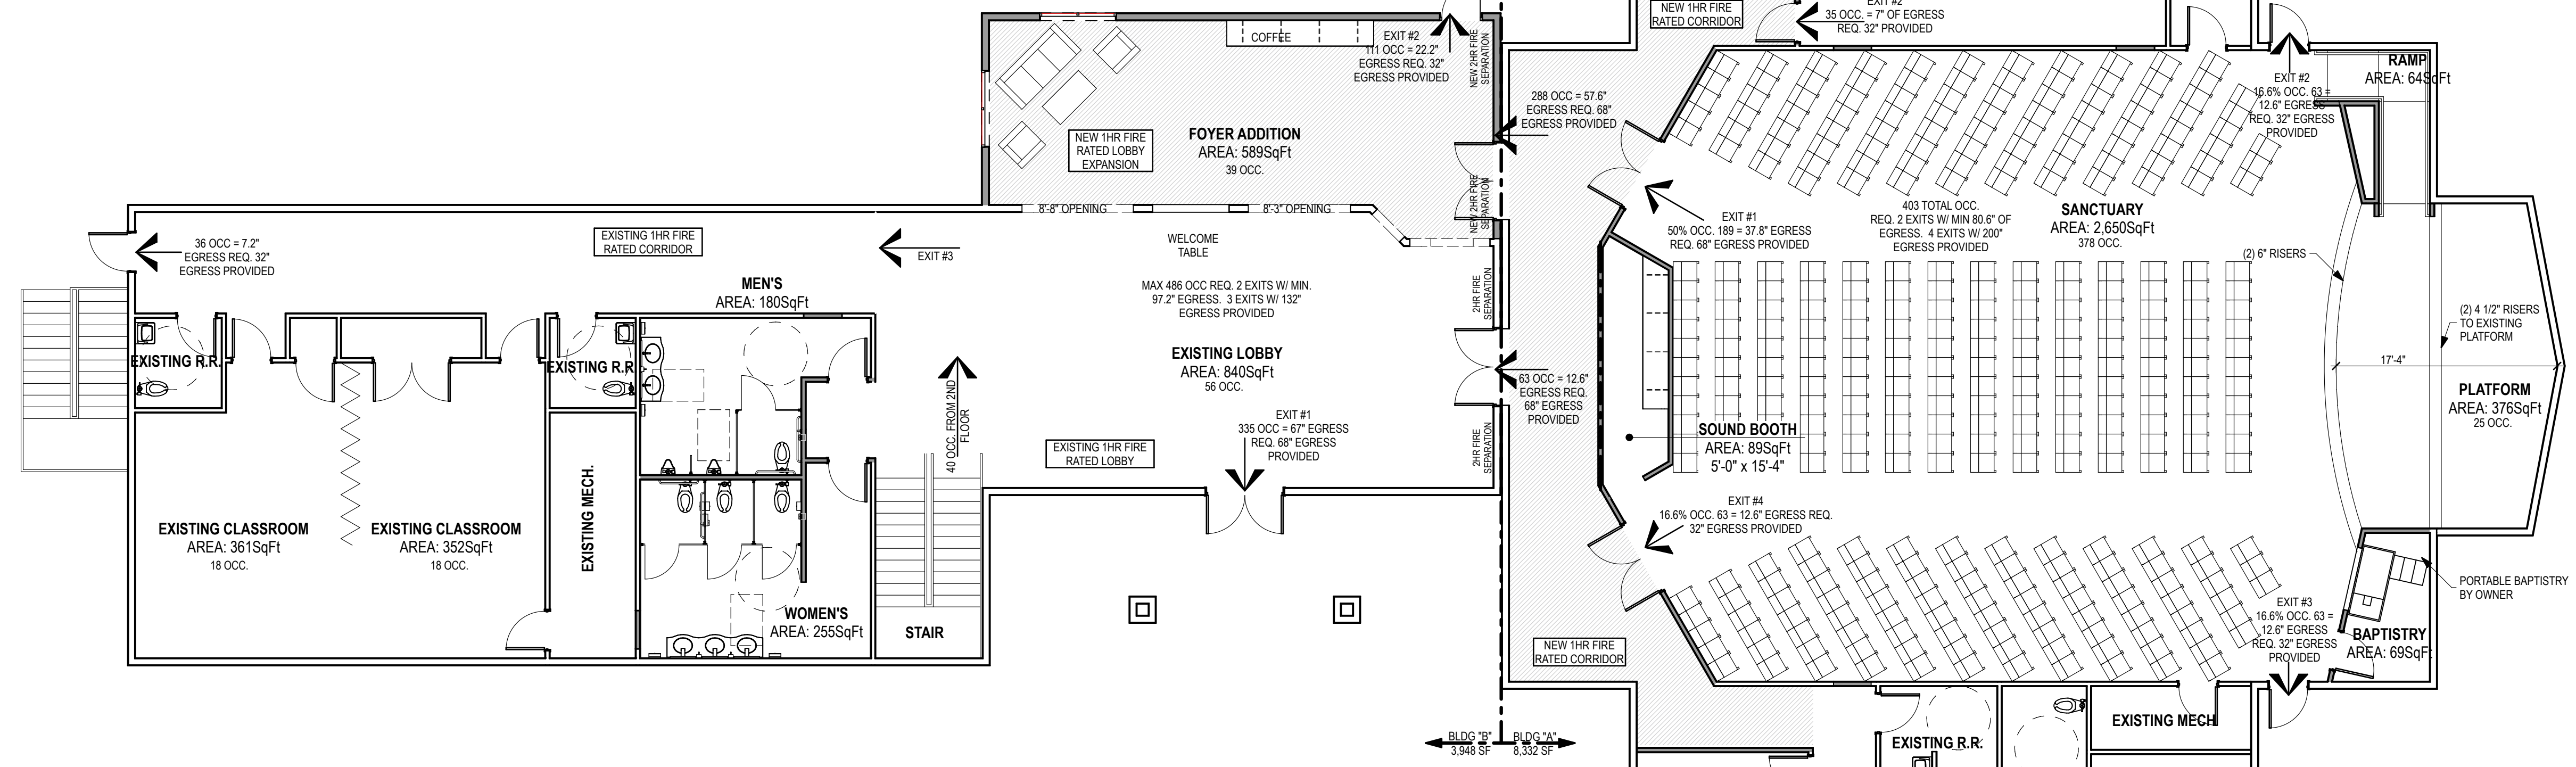 NEW 1HR FIRE
RATED CORRIDOR
EXIT #2
35 OCC. = 7" OF EGRESS
REQ. 32" PROVIDED
COFFEE
EXIT #2
111 OCC = 22.2"
EGRESS REQ. 32"
EGRESS PROVIDED
NEW 2HR FIRE
SEPARATION
RAMP
AREA: 64SqFt
EXIT #2
16.6% OCC. 63 =
12.6" EGRESS
REQ. 32" EGRESS
PROVIDED
288 OCC = 57.6"
EGRESS REQ. 68"
EGRESS PROVIDED
NEW 1HR FIRE
RATED LOBBY
EXPANSION
FOYER ADDITION
AREA: 589SqFt
39 OCC.
NEW 2HR FIRE
SEPARATION
8'-8" OPENING
8'-3" OPENING
EXIT #1
50% OCC. 189 = 37.8" EGRESS
REQ. 68" EGRESS PROVIDED
403 TOTAL OCC.
REQ. 2 EXITS W/ MIN 80.6" OF
EGRESS. 4 EXITS W/ 200"
EGRESS PROVIDED
SANCTUARY
AREA: 2,650SqFt
378 OCC.
(2) 6" RISERS
36 OCC = 7.2"
EGRESS REQ. 32"
EGRESS PROVIDED
EXISTING 1HR FIRE
RATED CORRIDOR
EXIT #3
WELCOME
TABLE
MEN'S
AREA: 180SqFt
MAX 486 OCC REQ. 2 EXITS W/ MIN.
97.2" EGRESS. 3 EXITS W/ 132"
EGRESS PROVIDED
2HR FIRE
SEPARATION
(2) 4 1/2" RISERS
TO EXISTING
PLATFORM
EXISTING R.R.
EXISTING R.R.
EXISTING LOBBY
AREA: 840SqFt
56 OCC.
17'-4"
63 OCC = 12.6"
EGRESS REQ.
68" EGRESS
PROVIDED
PLATFORM
AREA: 376SqFt
25 OCC.
40 OCC. FROM 2ND
FLOOR
EXIT #1
335 OCC = 67" EGRESS
REQ. 68" EGRESS
PROVIDED
EXISTING 1HR FIRE
RATED LOBBY
2HR FIRE
SEPARATION
SOUND BOOTH
AREA: 89SqFt
5'-0" x 15'-4"
EXIT #4
16.6% OCC. 63 = 12.6" EGRESS REQ.
32" EGRESS PROVIDED
EXISTING CLASSROOM
AREA: 361SqFt
18 OCC.
EXISTING CLASSROOM
AREA: 352SqFt
18 OCC.
EXISTING MECH.
PORTABLE BAPTISTRY
BY OWNER
WOMEN'S
AREA: 255SqFt
STAIR
EXIT #3
16.6% OCC. 63 =
12.6" EGRESS
REQ. 32" EGRESS
PROVIDED
BAPTISTRY
AREA: 69SqFt
NEW 1HR FIRE
RATED CORRIDOR
EXISTING MECH
BLDG "B"
3,948 SF
BLDG "A"
8,332 SF
EXISTING R.R.